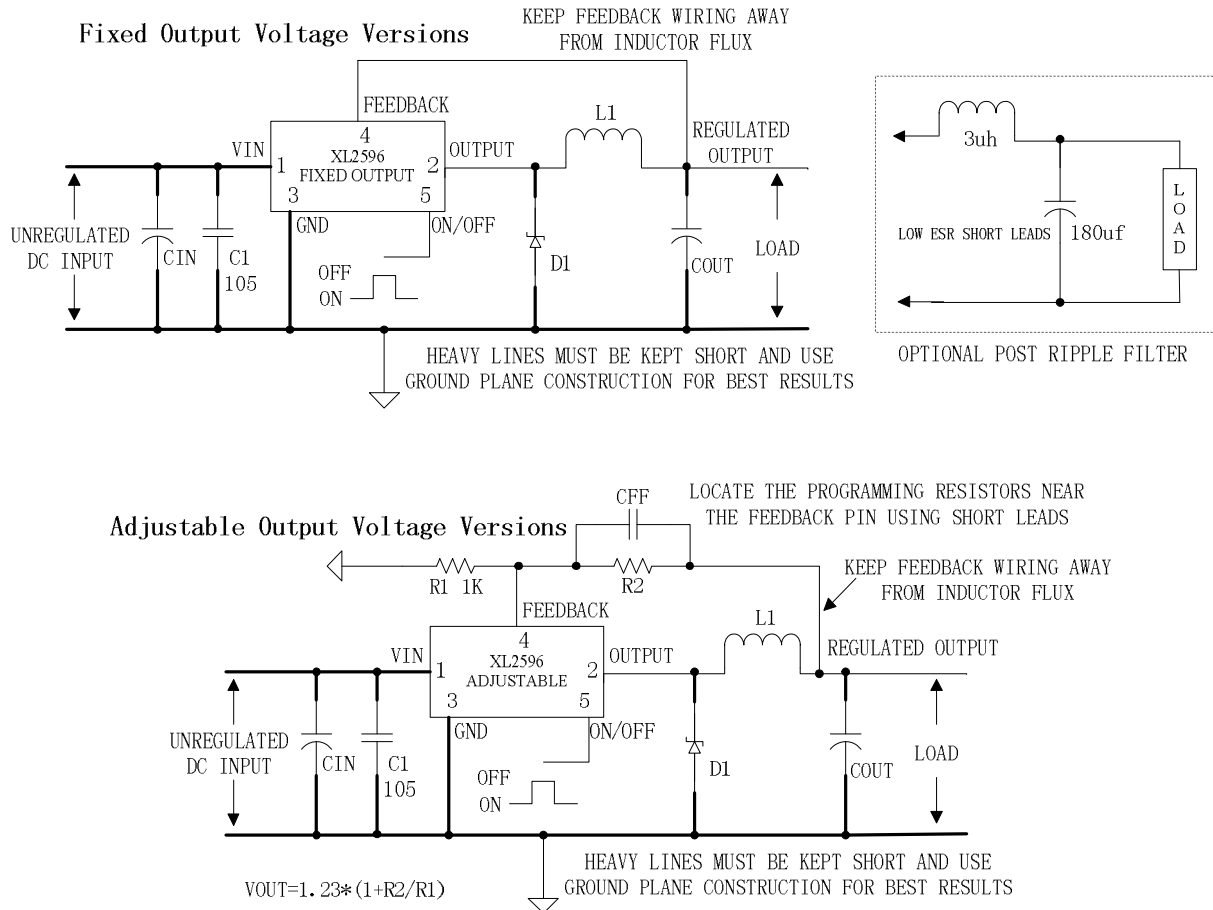 Fixed Output Voltage Versions
KEEP FEEDBACK WIRING AWAY
FROM INDUCTOR FLUX
FEEDBACK
4
L1
REGULATED
OUTPUT
VIN
1
XL2596
FIXED OUTPUT
2
OUTPUT
3
5
GND
ON/OFF
UNREGULATED
DC INPUT
CIN
C1
105
OFF
ON
D1
COUT
LOAD
HEAVY LINES MUST BE KEPT SHORT AND USE
GROUND PLANE CONSTRUCTION FOR BEST RESULTS
3uh
LOW ESR SHORT LEADS
180uf
LOAD
OPTIONAL POST RIPPLE FILTER
Adjustable Output Voltage Versions
CFF
LOCATE THE PROGRAMMING RESISTORS NEAR
THE FEEDBACK PIN USING SHORT LEADS
R1 1K
R2
KEEP FEEDBACK WIRING AWAY
FROM INDUCTOR FLUX
FEEDBACK
4
L1
REGULATED OUTPUT
VIN
1
XL2596
ADJUSTABLE
2
OUTPUT
3
5
GND
ON/OFF
UNREGULATED
DC INPUT
CIN
C1
105
OFF
ON
D1
COUT
LOAD
HEAVY LINES MUST BE KEPT SHORT AND USE
GROUND PLANE CONSTRUCTION FOR BEST RESULTS
VOUT=1.23*(1+R2/R1)